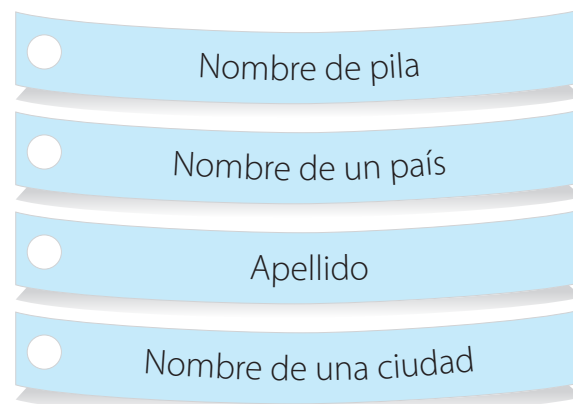 Nombre de pila
Nombre de un país
Apellido
Nombre de una ciudad